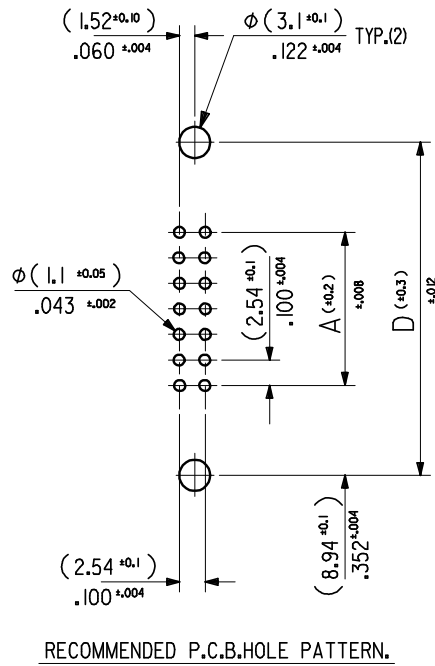 (1.52±0.10)
.060 ±.004
Φ(3.1±0.1)
.122 ±.004
TYP.(2)
Φ(1.1 ±0.05)
.043 ±.002
(2.54 ±0.1)
.100±.004
A(±0.2)
±.008
D(±0.3)
±.012
(2.54 ±0.1)
.100±.004
(8.94±0.1)
.352±.004
RECOMMENDED P.C.B.HOLE PATTERN.